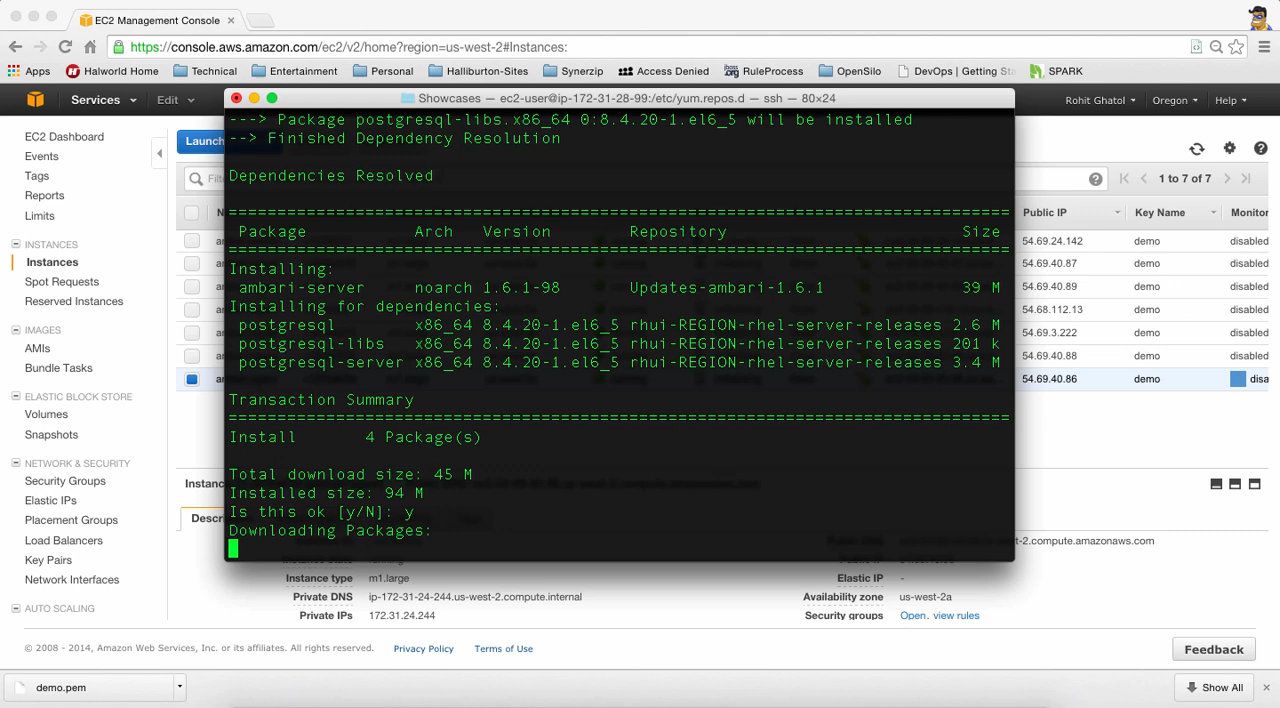 EC2 Management Console
https://console.aws.amazon.com/ec2/v2/home?region=us-west-2#Instances:
Apps Halworld Home Technical Entertainment Personal Halliburton-Sites Synerzip Access Denied RuleProcess OpenSilo DevOps | Getting SPARK
Services Edit Rohit Ghatol Oregon Help
Showcases — ec2-user@ip-172-31-28-99:/etc/yum.repos.d — ssh — 80×24
---> Package postgresql-libs.x86_64 0:8.4.20-1.el6_5 will be installed
--> Finished Dependency Resolution
Dependencies Resolved
================================================================================
Package Arch Version Repository Size
================================================================================
Installing:
ambari-server noarch 1.6.1-98 Updates-ambari-1.6.1 39 M
Installing for dependencies:
postgresql x86_64 8.4.20-1.el6_5 rhui-REGION-rhel-server-releases 2.6 M
postgresql-libs x86_64 8.4.20-1.el6_5 rhui-REGION-rhel-server-releases 201 k
postgresql-server x86_64 8.4.20-1.el6_5 rhui-REGION-rhel-server-releases 3.4 M
Transaction Summary
================================================================================
Install 4 Package(s)
Total download size: 45 M
Installed size: 94 M
Is this ok [y/N]: y
Downloading Packages:
EC2 Dashboard
Events
Tags
Reports
Limits
INSTANCES
Instances
Spot Requests
Reserved Instances
IMAGES
AMIs
Bundle Tasks
ELASTIC BLOCK STORE
Volumes
Snapshots
NETWORK & SECURITY
Security Groups
Elastic IPs
Placement Groups
Load Balancers
Key Pairs
Network Interfaces
AUTO SCALING
Launch
1 to 7 of 7
Public IP Key Name Monitor
54.69.24.142 demo disabled
54.69.40.87 demo disabled
54.69.40.89 demo disabled
54.68.112.13 demo disabled
54.69.3.222 demo disabled
54.69.40.88 demo disabled
54.69.40.86 demo disa
Instance
Descri
Instance type m1.large
Private DNS ip-172-31-24-244.us-west-2.compute.internal
Private IPs 172.31.24.244
Elastic IP -
Availability zone us-west-2a
Security groups Open. view rules
© 2008 - 2014, Amazon Web Services, Inc. or its affiliates. All rights reserved. Privacy Policy Terms of Use Feedback
demo.pem Show All